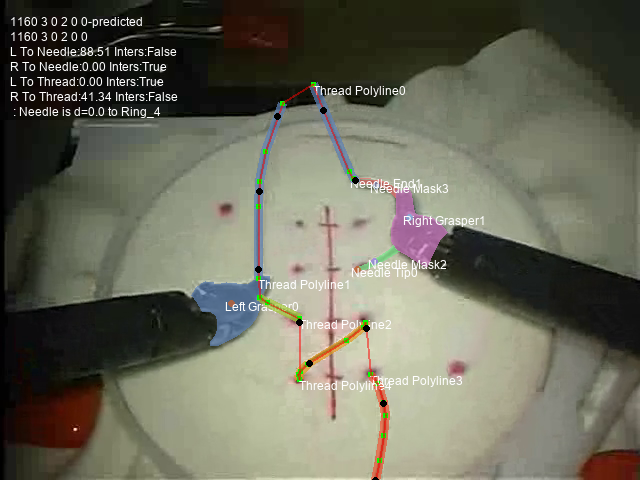 1160 3 0 2 0 0-predicted
1160 3 0 2 0 0
L To Needle:88.51 Inters:False
R To Needle:0.00 Inters:True
L To Thread:0.00 Inters:True
R To Thread:41.34 Inters:False
: Needle is d=0.0 to Ring_4
Thread Polyline0
Needle End1
Needle Mask3
Right Grasper1
Needle Mask2
Needle Tip0
Thread Polyline1
Left Grasper0
Thread Polyline2
Thread Polyline3
Thread Polyline4